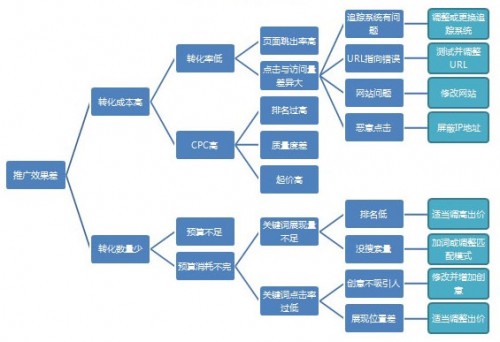 推广效果差
转化成本高
转化率低
页面跳出率高
点击与访问量
差异大
追踪系统有问
题
调整或更换追
踪系统
URL指向错误
测试并调整
URL
网站问题
修改网站
恶意点击
屏蔽IP地址
CPC高
排名过高
质量度差
起价高
转化数量少
预算不足
预算消耗不完
关键词展现量
不足
排名低
适当调高出价
没搜索量
加词或调整匹
配模式
关键词点击率
过低
创意不吸引人
修改并增加创
意
展现位置差
适当调整出价